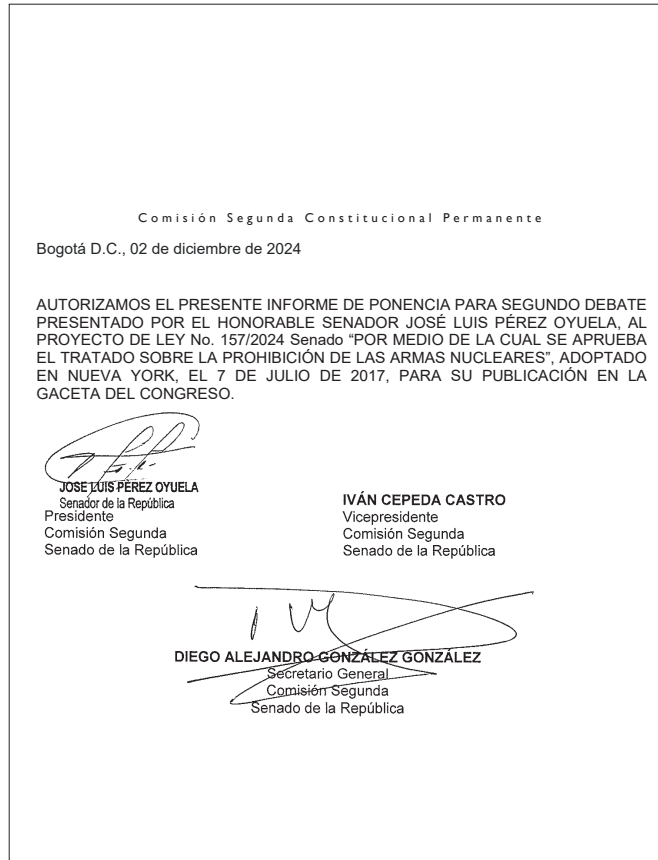 Comisión Segunda Constitucional Permanente
Bogotá D.C., 02 de diciembre de 2024
AUTORIZAMOS EL PRESENTE INFORME DE PONENCIA PARA SEGUNDO DEBATE
PRESENTADO POR EL HONORABLE SENADOR JOSÉ LUIS PÉREZ OYUELA, AL
PROYECTO DE LEY No. 157/2024 Senado “POR MEDIO DE LA CUAL SE APRUEBA
EL TRATADO SOBRE LA PROHIBICIÓN DE LAS ARMAS NUCLEARES”, ADOPTADO
EN NUEVA YORK, EL 7 DE JULIO DE 2017, PARA SU PUBLICACIÓN EN LA
GACETA DEL CONGRESO.
JOSE LUIS PÉREZ OYUELA
Senador de la República
Presidente
Comisión Segunda
Senado de la República
IVÁN CEPEDA CASTRO
Vicepresidente
Comisión Segunda
Senado de la República
DIEGO ALEJANDRO GONZÁLEZ GONZÁLEZ
Secretario General
Comisión Segunda
Senado de la República